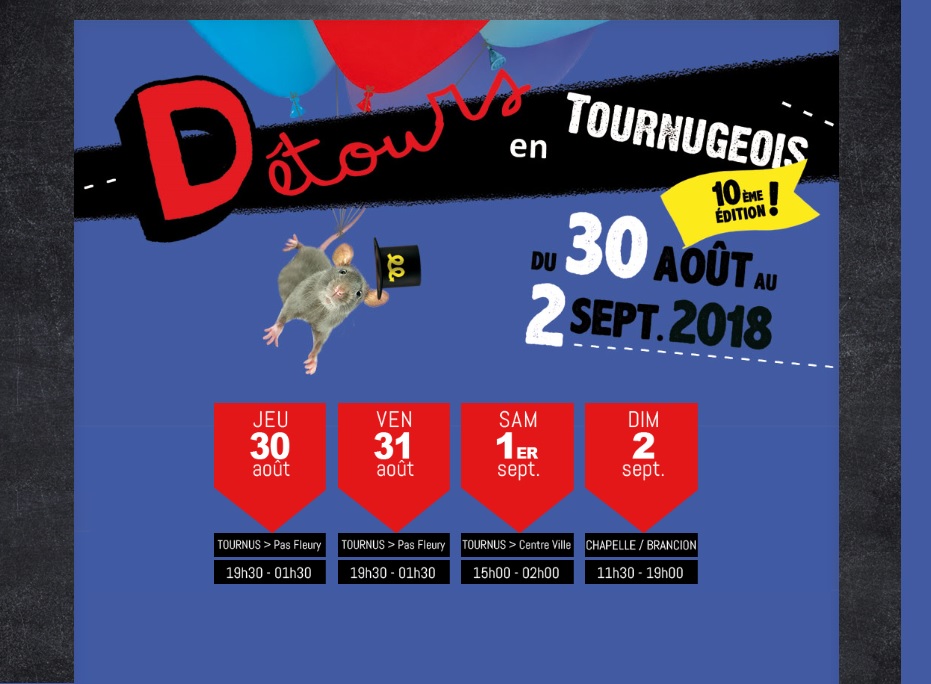 Détours
en
TOURNUGEOIS
10ÈME
ÉDITION !
DU 30 AOÛT AU
2 SEPT. 2018
JEU
30
août
TOURNUS > Pas Fleury
19h30 - 01h30
VEN
31
août
TOURNUS > Pas Fleury
19h30 - 01h30
SAM
1ER
sept.
TOURNUS > Centre Ville
15h00 - 02h00
DIM
2
sept.
CHAPELLE / BRANCION
11h30 - 19h00